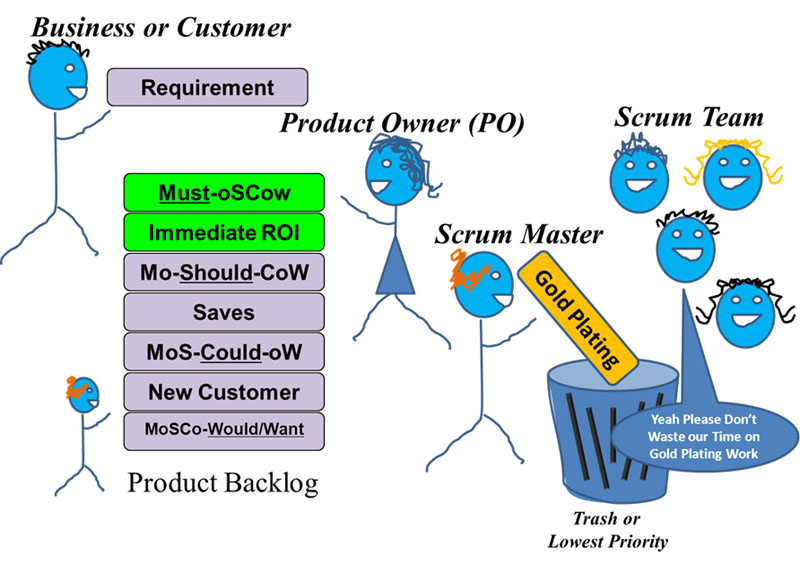 Business or Customer
Requirement
Product Owner (PO)
Scrum Team
Must-oSCow
Immediate ROI
Mo-Should-CoW
Saves
MoS-Could-oW
New Customer
MoSCo-Would/Want
Product Backlog
Scrum Master
Gold Plating
Yeah Please Don't
Waste our Time on
Gold Plating Work
Trash or
Lowest Priority